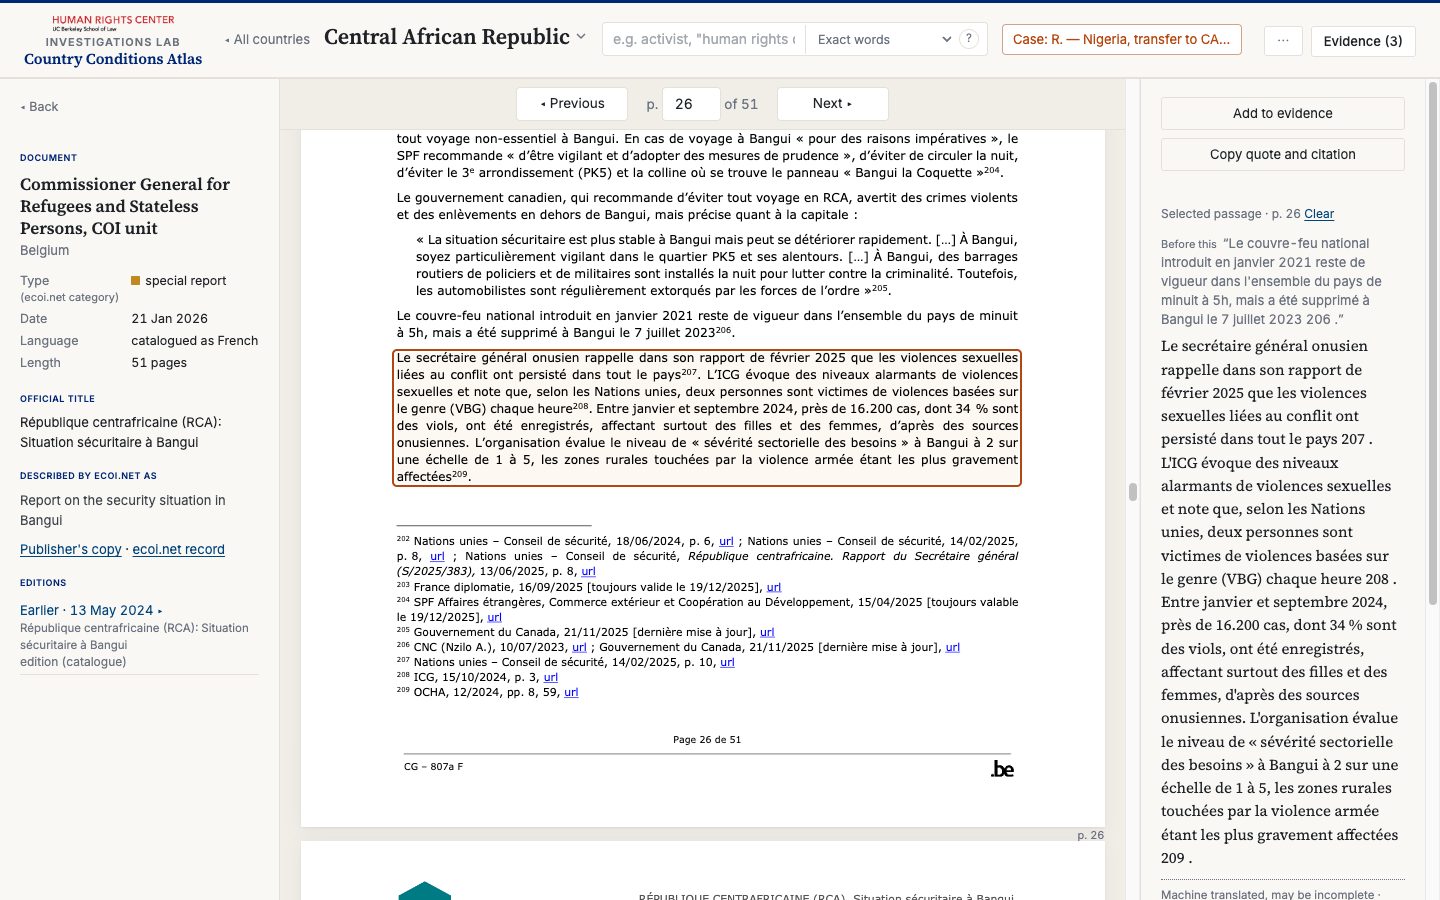 HUMAN RIGHTS CENTER
UC Berkeley School of Law
INVESTIGATIONS LAB
Country Conditions Atlas
◂ All countries
Central African Republic
e.g. activist, "human rights
Exact words
?
Case: R. — Nigeria, transfer to CA...
...
Evidence (3)
◂ Back
DOCUMENT
Commissioner General for
Refugees and Stateless
Persons, COI unit
Belgium
Type
(ecoi.net category)
special report
Date
21 Jan 2026
Language
catalogued as French
Length
51 pages
OFFICIAL TITLE
République centrafricaine (RCA):
Situation sécuritaire à Bangui
DESCRIBED BY ECOI.NET AS
Report on the security situation in
Bangui
Publisher's copy · ecoi.net record
EDITIONS
Earlier · 13 May 2024 ▸
République centrafricaine (RCA): Situation
sécuritaire à Bangui
edition (catalogue)
◂ Previous
p. 26 of 51
Next ▸
tout voyage non-essentiel à Bangui. En cas de voyage à Bangui « pour des raisons impératives », le
SPF recommande « d'être vigilant et d'adopter des mesures de prudence », d'éviter de circuler la nuit,
d'éviter le 3e arrondissement (PK5) et la colline où se trouve le panneau « Bangui la Coquette »204.
Le gouvernement canadien, qui recommande d'éviter tout voyage en RCA, avertit des crimes violents
et des enlèvements en dehors de Bangui, mais précise quant à la capitale :
« La situation sécuritaire est plus stable à Bangui mais peut se détériorer rapidement. […] À Bangui,
soyez particulièrement vigilant dans le quartier PK5 et ses alentours. […] À Bangui, des barrages
routiers de policiers et de militaires sont installés la nuit pour lutter contre la criminalité. Toutefois,
les automobilistes sont régulièrement extorqués par les forces de l'ordre »205.
Le couvre-feu national introduit en janvier 2021 reste de vigueur dans l'ensemble du pays de minuit
à 5h, mais a été supprimé à Bangui le 7 juillet 2023206.
Le secrétaire général onusien rappelle dans son rapport de février 2025 que les violences sexuelles
liées au conflit ont persisté dans tout le pays207. L'ICG évoque des niveaux alarmants de violences
sexuelles et note que, selon les Nations unies, deux personnes sont victimes de violences basées sur
le genre (VBG) chaque heure208. Entre janvier et septembre 2024, près de 16.200 cas, dont 34 % sont
des viols, ont été enregistrés, affectant surtout des filles et des femmes, d'après des sources
onusiennes. L'organisation évalue le niveau de « sévérité sectorielle des besoins » à Bangui à 2 sur
une échelle de 1 à 5, les zones rurales touchées par la violence armée étant les plus gravement
affectées209.
202 Nations unies – Conseil de sécurité, 18/06/2024, p. 6, url ; Nations unies – Conseil de sécurité, 14/02/2025,
p. 8, url ; Nations unies – Conseil de sécurité, République centrafricaine. Rapport du Secrétaire général
(S/2025/383), 13/06/2025, p. 8, url
203 France diplomatie, 16/09/2025 [toujours valide le 19/12/2025], url
204 SPF Affaires étrangères, Commerce extérieur et Coopération au Développement, 15/04/2025 [toujours valable
le 19/12/2025], url
205 Gouvernement du Canada, 21/11/2025 [dernière mise à jour], url
206 CNC (Nzilo A.), 10/07/2023, url ; Gouvernement du Canada, 21/11/2025 [dernière mise à jour], url
207 Nations unies – Conseil de sécurité, 14/02/2025, p. 10, url
208 ICG, 15/10/2024, p. 3, url
209 OCHA, 12/2024, pp. 8, 59, url
Page 26 de 51
CG – 807a F
.be
p. 26
RÉPUBLIQUE CENTRAFRICAINE (RCA). Situation sécuritaire à Bangui
Add to evidence
Copy quote and citation
Selected passage · p. 26 Clear
Before this "Le couvre-feu national
introduit en janvier 2021 reste de
vigueur dans l'ensemble du pays de
minuit à 5h, mais a été supprimé à
Bangui le 7 juillet 2023 206 ."
Le secrétaire général onusien
rappelle dans son rapport de
février 2025 que les violences
sexuelles liées au conflit ont
persisté dans tout le pays 207 .
L'ICG évoque des niveaux
alarmants de violences sexuelles
et note que, selon les Nations
unies, deux personnes sont
victimes de violences basées sur
le genre (VBG) chaque heure 208 .
Entre janvier et septembre 2024,
près de 16.200 cas, dont 34 % sont
des viols, ont été enregistrés,
affectant surtout des filles et des
femmes, d'après des sources
onusiennes. L'organisation évalue
le niveau de « sévérité sectorielle
des besoins » à Bangui à 2 sur une
échelle de 1 à 5, les zones rurales
touchées par la violence armée
étant les plus gravement affectées
209 .
Machine translated, may be incomplete ·